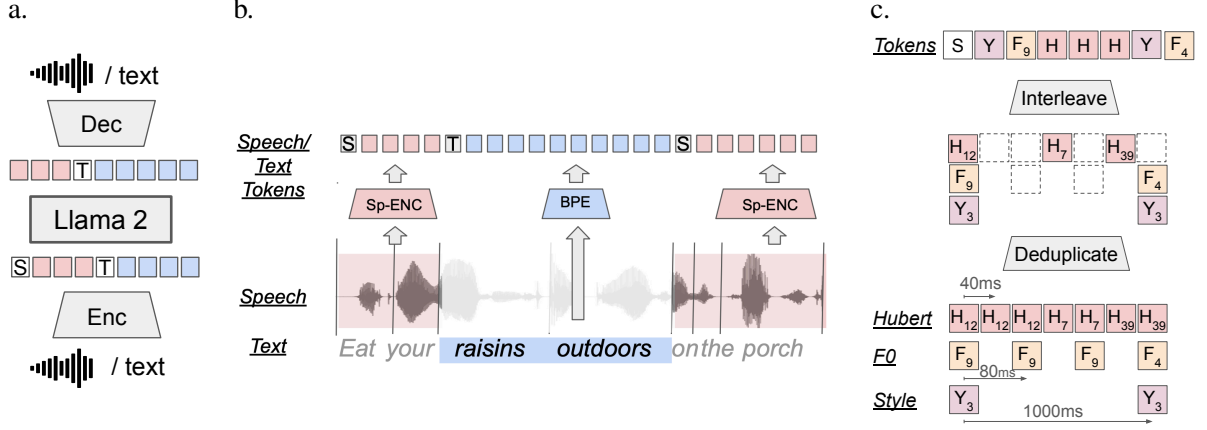 a.
/ text
Dec
T
Llama 2
S T
Enc
/ text
b.
Speech/
Text
Tokens
S T S
Sp-ENC BPE Sp-ENC
Speech
Text
Eat your raisins outdoors on the porch
c.
Tokens S Y F9 H H H Y F4
Interleave
H12 H7 H39
F9 F4
Y3 Y3
Deduplicate
40ms
Hubert H12 H12 H12 H7 H7 H39 H39
F0 F9 F9 F9 F4
80ms
Style Y3 Y3
1000ms